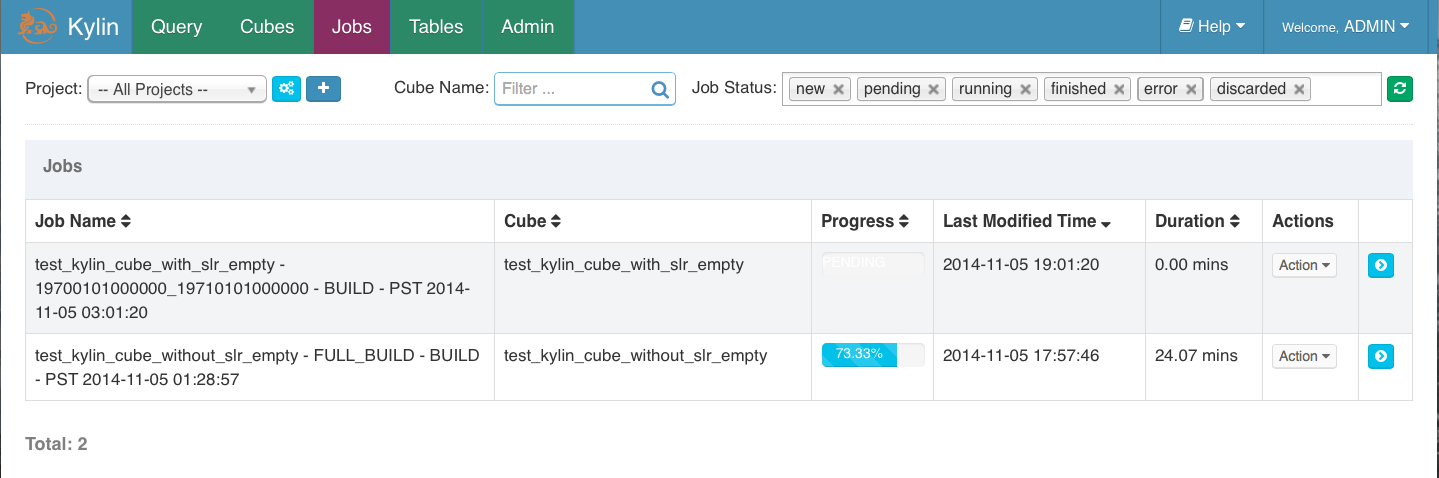 Kylin Query Cubes Jobs Tables Admin Help Welcome, ADMIN
Project: -- All Projects -- Cube Name: Filter ... Job Status: new pending running finished error discarded
Jobs
Job Name Cube Progress Last Modified Time Duration Actions
test_kylin_cube_with_slr_empty - test_kylin_cube_with_slr_empty PENDING 2014-11-05 19:01:20 0.00 mins Action
19700101000000_19710101000000 - BUILD - PST 2014-
11-05 03:01:20
test_kylin_cube_without_slr_empty - FULL_BUILD - BUILD test_kylin_cube_without_slr_empty 73.33% 2014-11-05 17:57:46 24.07 mins Action
- PST 2014-11-05 01:28:57
Total: 2